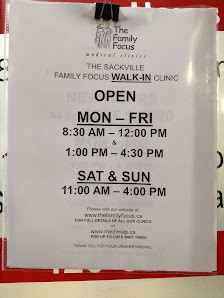 The
Family
Focus
medical clinics
THE SACKVILLE
FAMILY FOCUS WALK-IN CLINIC
OPEN
MON – FRI
8:30 AM – 12:00 PM
&
1:00 PM – 4:30 PM
SAT & SUN
11:00 AM – 4:00 PM
Please visit our website at
www.thefamilyfocus.ca
FOR FULL DETAILS OF ALL OUR CLINICS
or
www.medimap.ca
FOR UP-TO-DATE WAIT TIMES
THANK YOU FOR YOUR UNDERSTANDING